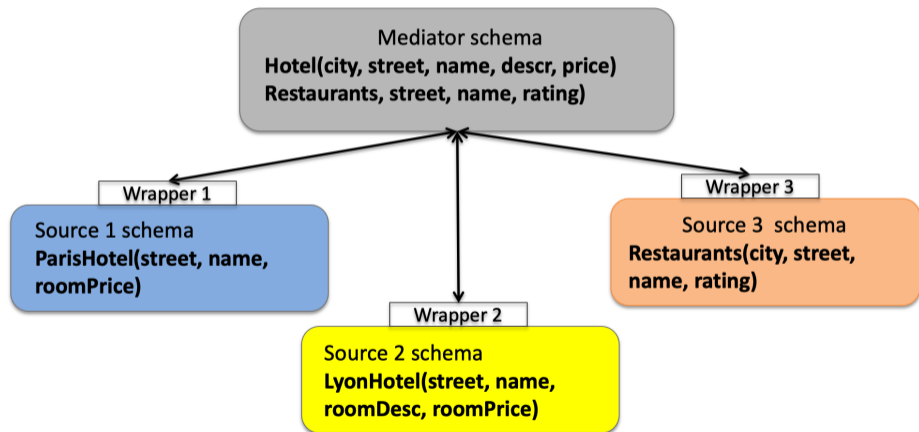 Mediator schema
Hotel(city, street, name, descr, price)
Restaurants, street, name, rating)
Wrapper 1
Source 1 schema
ParisHotel(street, name,
roomPrice)
Wrapper 2
Source 2 schema
LyonHotel(street, name,
roomDesc, roomPrice)
Wrapper 3
Source 3 schema
Restaurants(city, street,
name, rating)